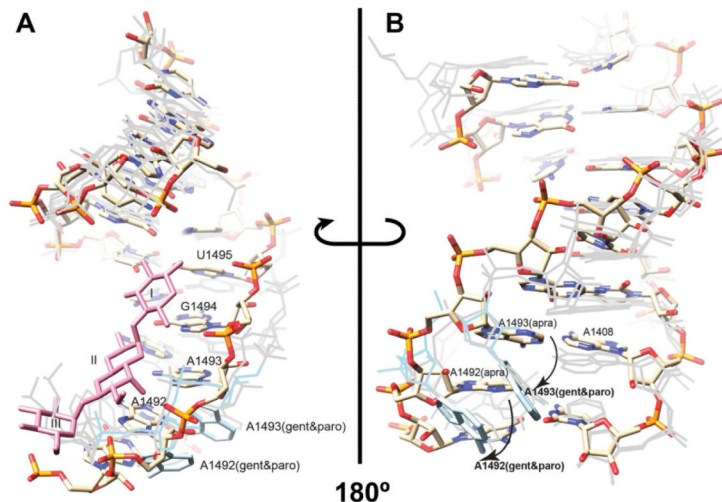 A
B
U1495
I
G1494
II
A1493
III
A1492
A1493(gent&paro)
A1492(gent&paro)
A1493(apra)
A1408
A1492(apra)
A1493(gent&paro)
A1492(gent&paro)
180º